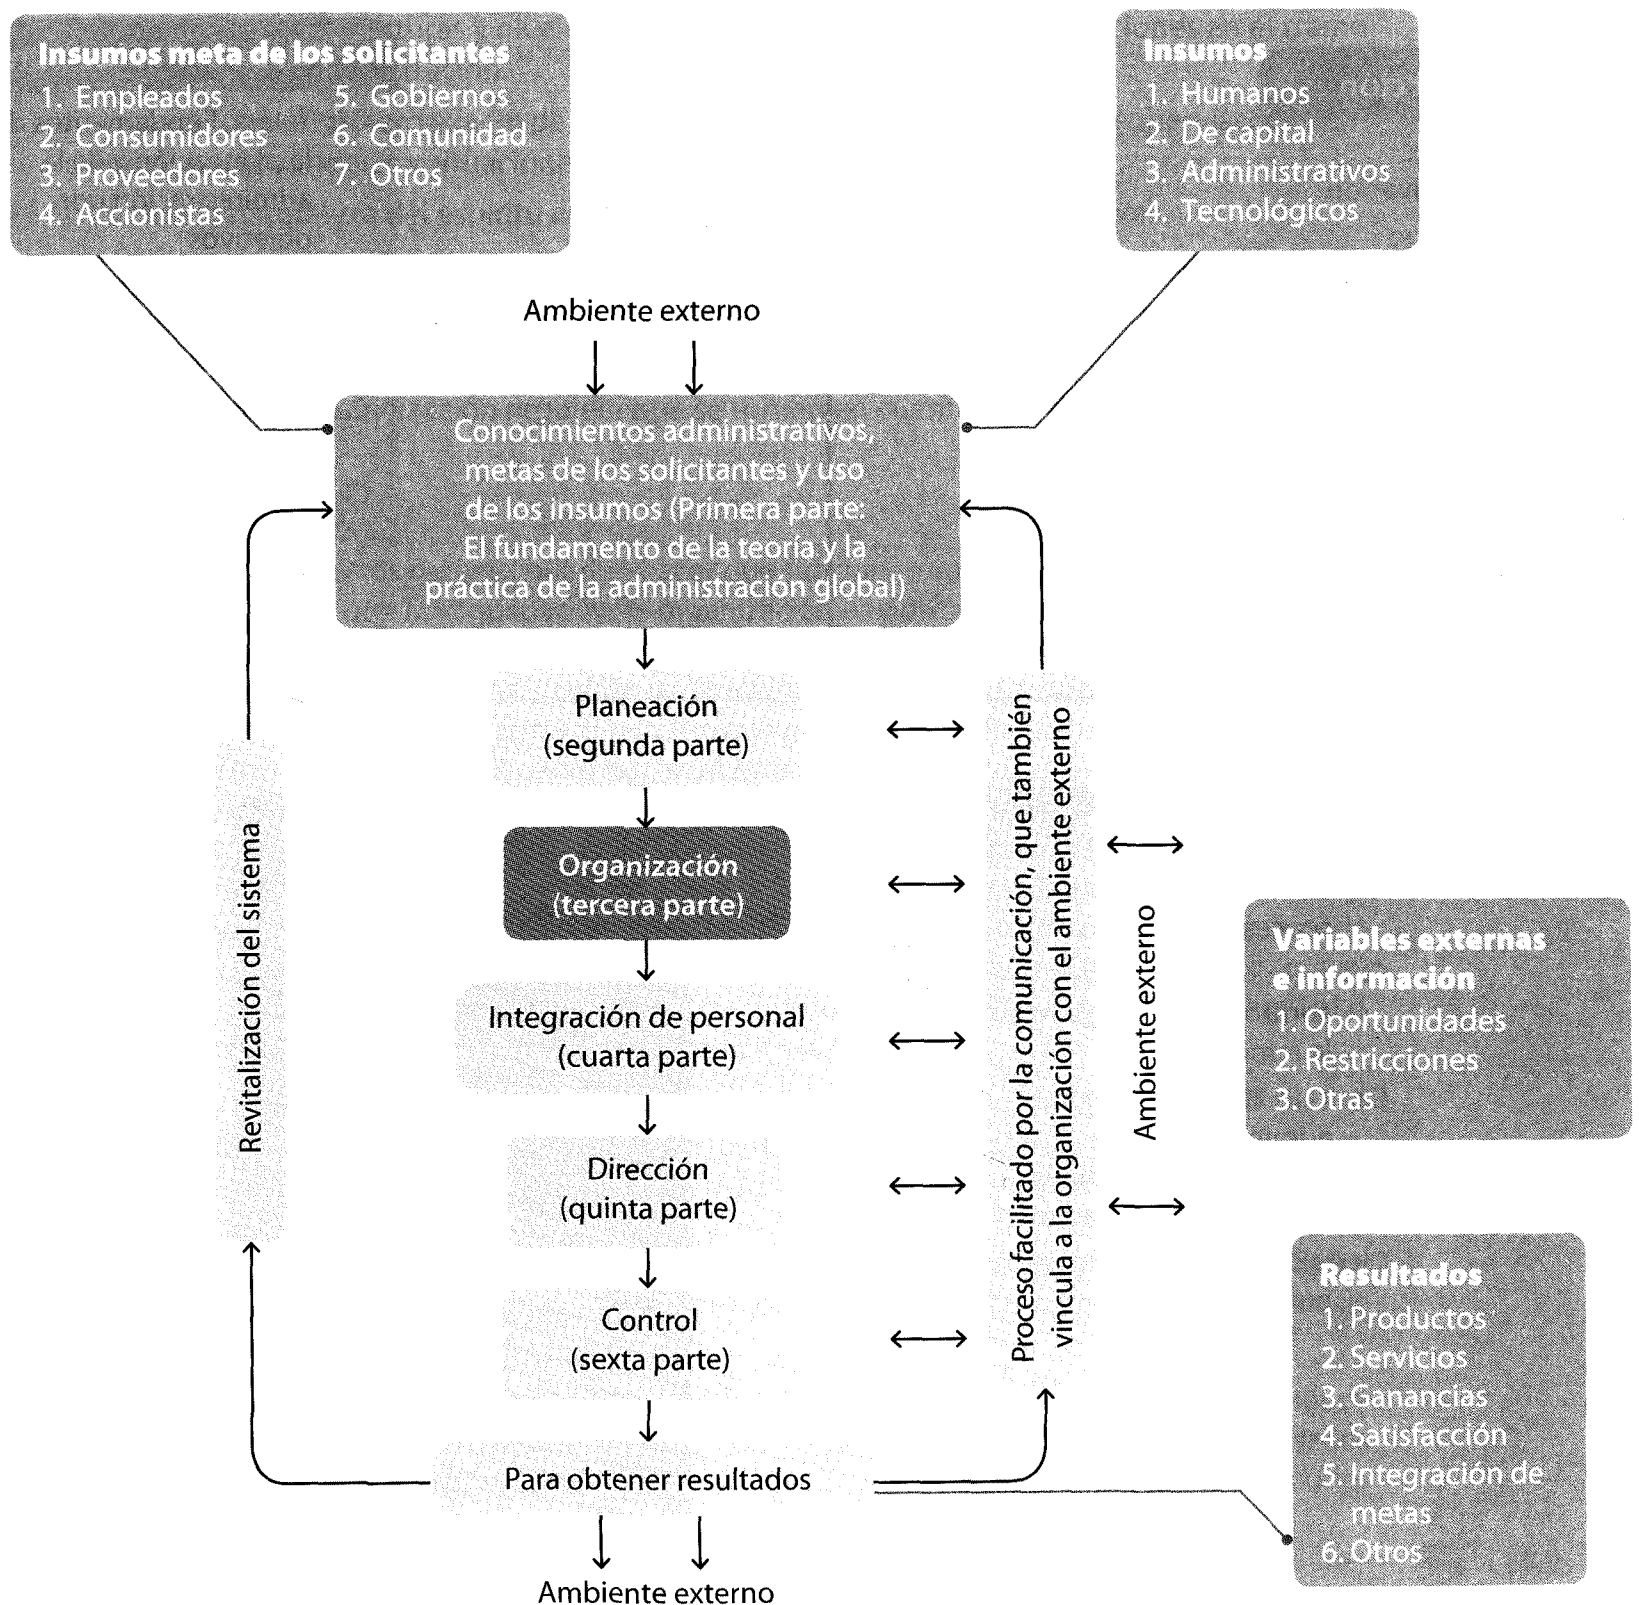 Insumos meta de los solicitantes
1. Empleados
2. Consumidores
3. Proveedores
4. Accionistas
5. Gobiernos
6. Comunidad
7. Otros
Insumos
1. Humanos
2. De capital
3. Administrativos
4. Tecnológicos
Ambiente externo
Conocimientos administrativos,
metas de los solicitantes y uso
de los insumos (Primera parte:
El fundamento de la teoría y la
práctica de la administración global)
Planeación
(segunda parte)
Organización
(tercera parte)
Integración de personal
(cuarta parte)
Dirección
(quinta parte)
Control
(sexta parte)
Para obtener resultados
Ambiente externo
Revitalización del sistema
Proceso facilitado por la comunicación, que también
vincula a la organización con el ambiente externo
Ambiente externo
Variables externas
e información
1. Oportunidades
2. Restricciones
3. Otras
Resultados
1. Productos
2. Servicios
3. Ganancias
4. Satisfacción
5. Integración de
metas
6. Otros